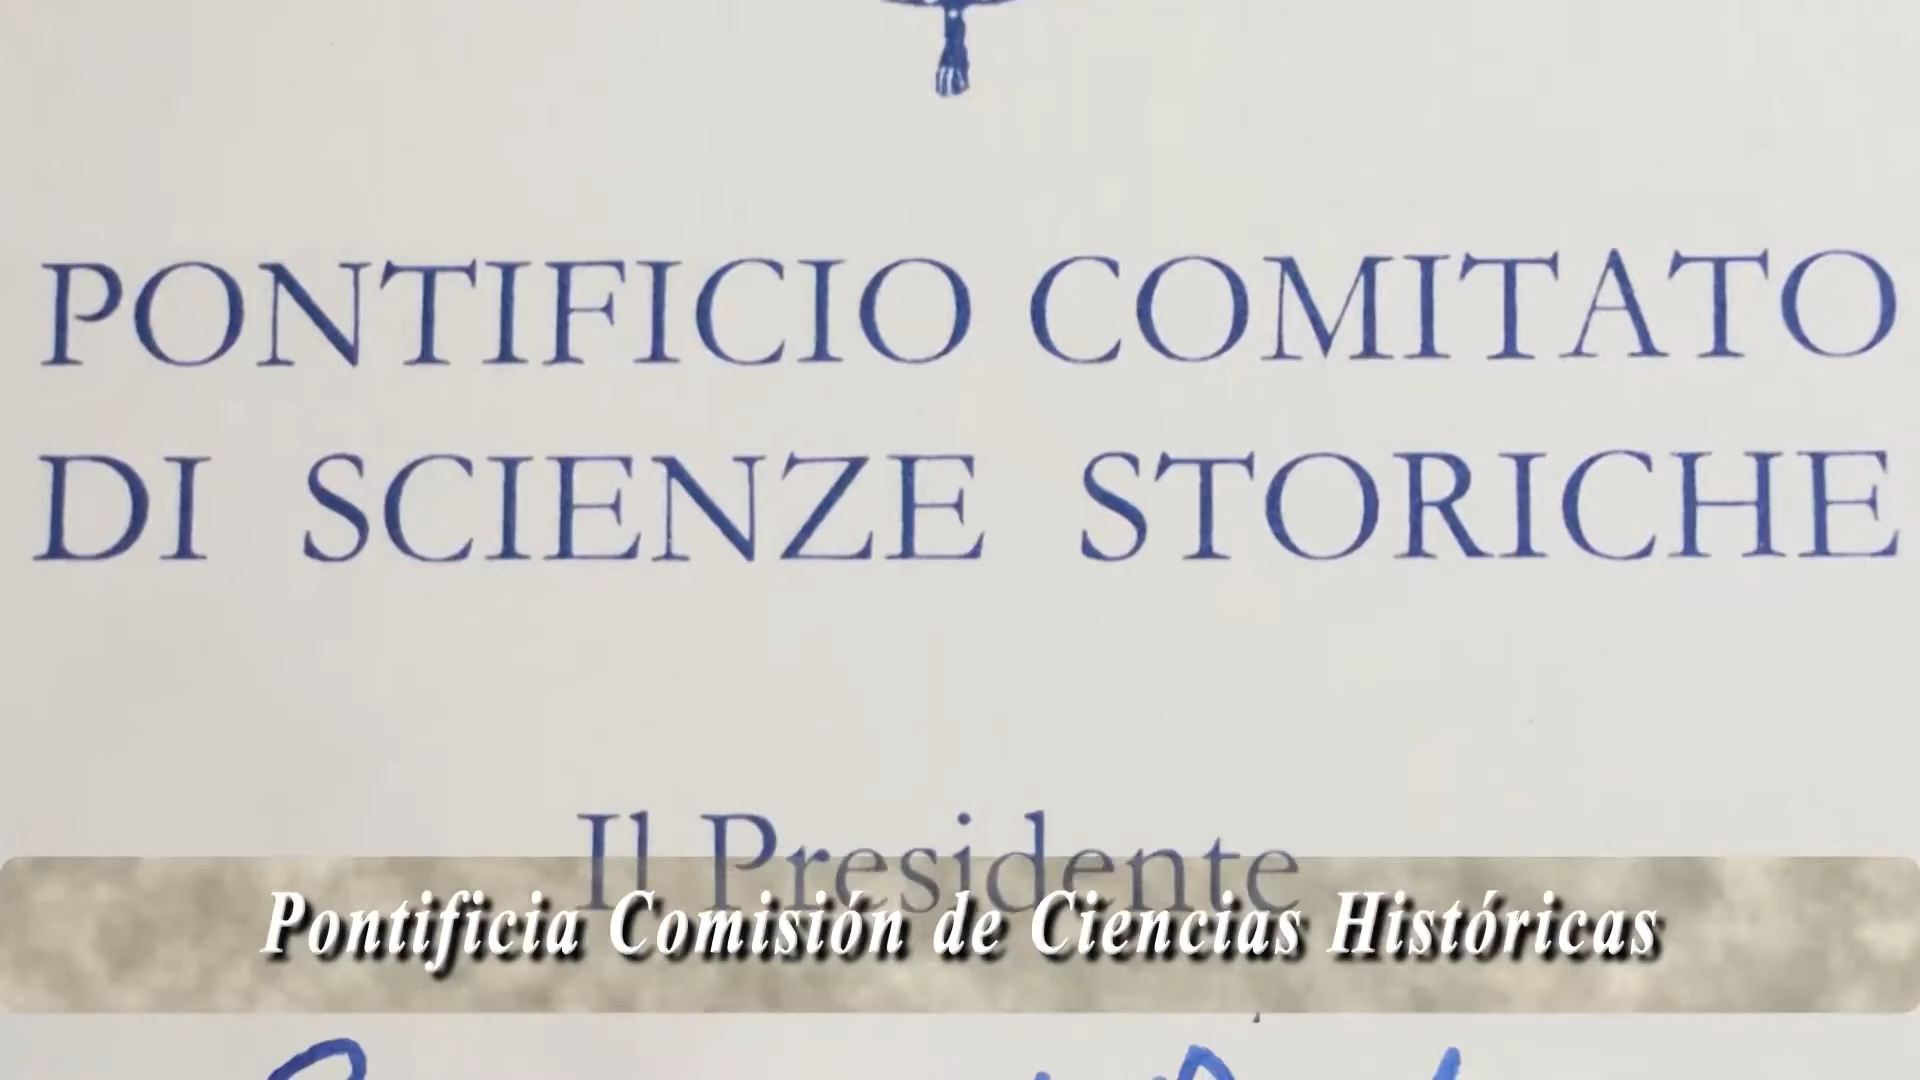 PONTIFICIO COMITATO
DI SCIENZE STORICHE
Il Presidente
Pontificia Comisión de Ciencias Históricas